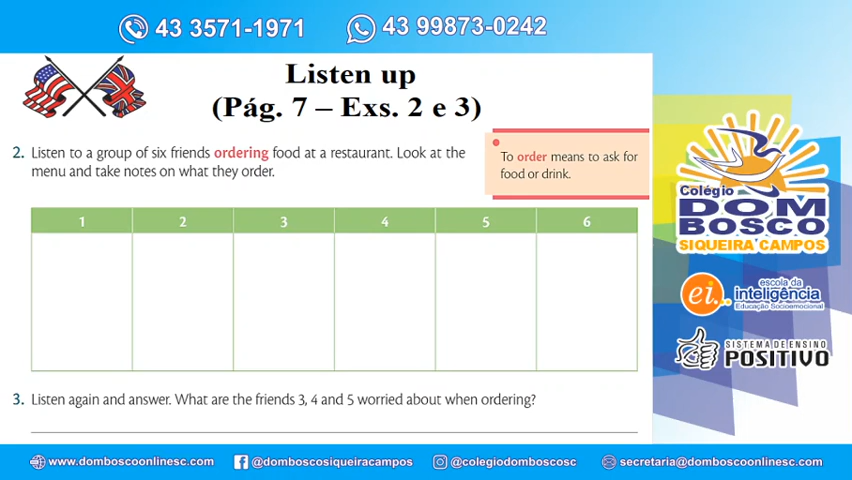 43 3571-1971
43 99873-0242
Listen up
(Pág. 7 – Exs. 2 e 3)
2. Listen to a group of six friends ordering food at a restaurant. Look at the
menu and take notes on what they order.
To order means to ask for
food or drink.
1 2 3 4 5 6
3. Listen again and answer. What are the friends 3, 4 and 5 worried about when ordering?
Colégio
DOM
BOSCO
SIQUEIRA CAMPOS
ei...
escola da
inteligência
Educação Socioemocional
SISTEMA DE ENSINO
POSITIVO
www.domboscoonlinesc.com
@domboscosiqueiracampos
@colegiodomboscosc
secretaria@domboscoonlinesc.com